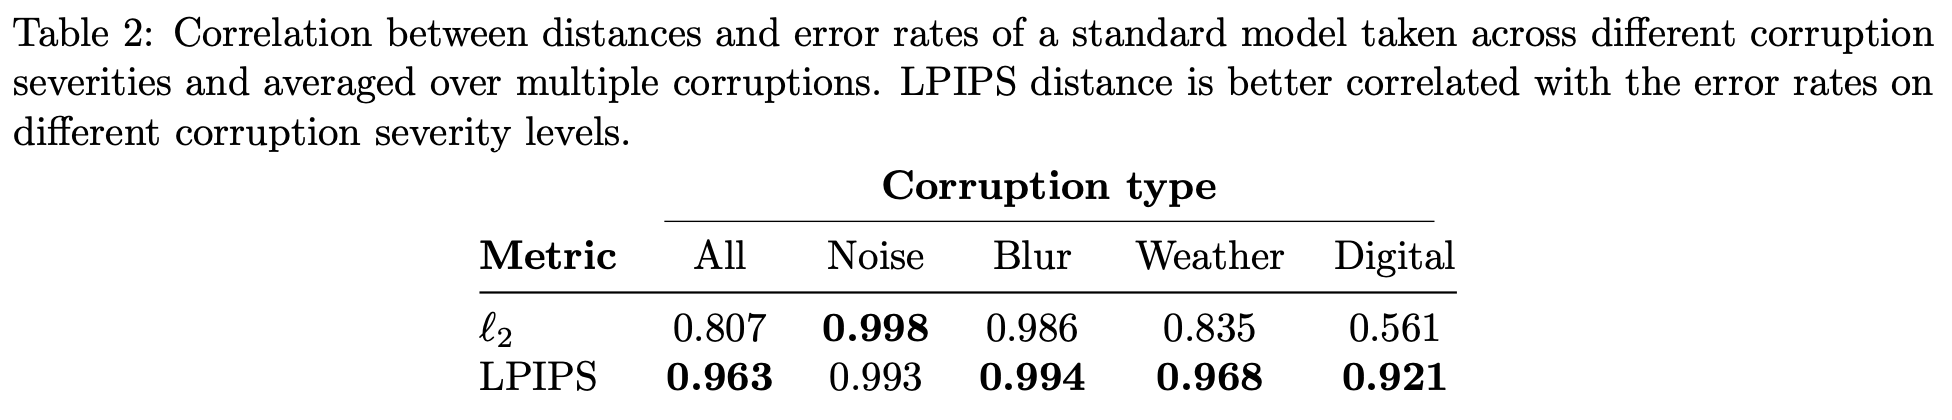 Table 2: Correlation between distances and error rates of a standard model taken across different corruption
severities and averaged over multiple corruptions. LPIPS distance is better correlated with the error rates on
different corruption severity levels.
Corruption type
Metric All Noise Blur Weather Digital
ℓ₂ 0.807 0.998 0.986 0.835 0.561
LPIPS 0.963 0.993 0.994 0.968 0.921